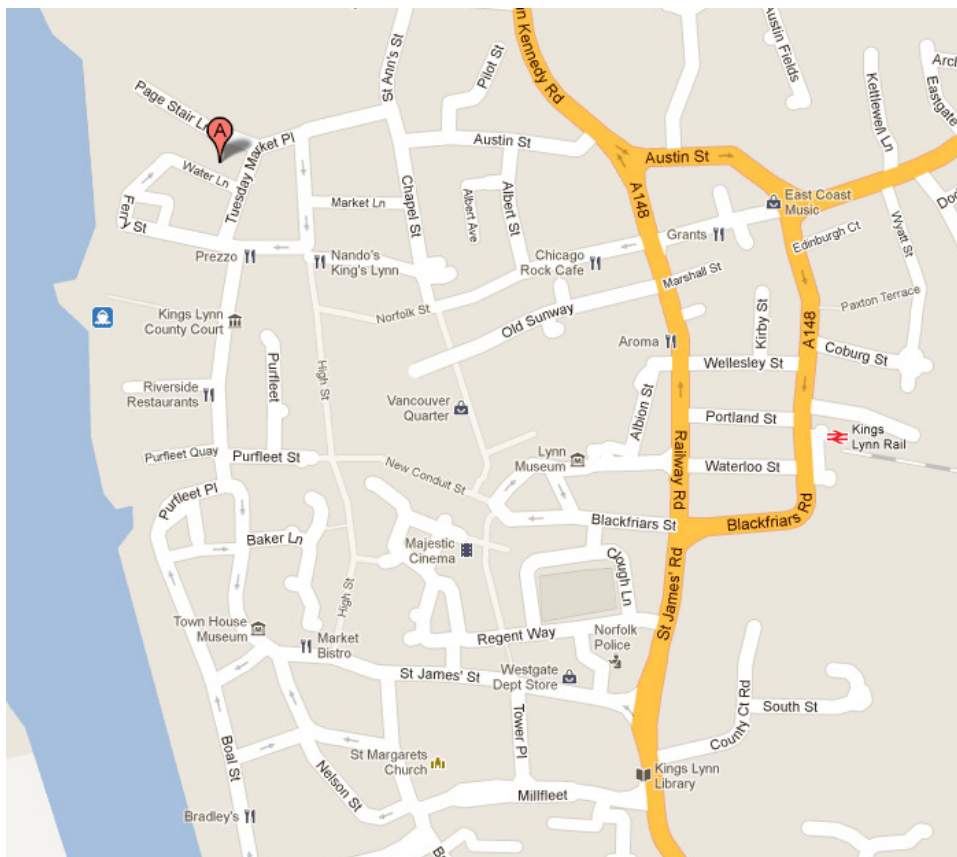 n Kennedy Rd
Austin Fields
Arch
Eastgate
Kettlewell Ln
St Ann's St
Pilot St
Page Stair Ln
A
Tuesday Market Pl
Austin St
Austin St
Water Ln
A148
East Coast
Music
Wyatt St
Dod
Ferry St
Market Ln
Chapel St
Albert Ave
Albert St
Grants
Edinburgh Ct
Prezzo
Nando's
King's Lynn
Chicago
Rock Cafe
Marshall St
Paxton Terrace
Kings Lynn
County Court
Norfolk St
Old Sunway
Kirby St
A148
Aroma
Coburg St
Purfleet
High St
Wellesley St
Riverside
Restaurants
Vancouver
Quarter
Albion St
Portland St
Kings
Lynn Rail
Purfleet Quay
Purfleet St
Lynn
Museum
Railway Rd
Waterloo St
New Conduit St
Purfleet Pl
Blackfriars St
Blackfriars Rd
Baker Ln
Majestic
Cinema
Clough Ln
High St
St James' Rd
Town House
Museum
Market
Bistro
Regent Way
Norfolk
Police
St James' St
Westgate
Dept Store
County Ct Rd
South St
Tower Pl
Boal St
St Margarets
Church
Nelson St
Kings Lynn
Library
Millfleet
Bradley's